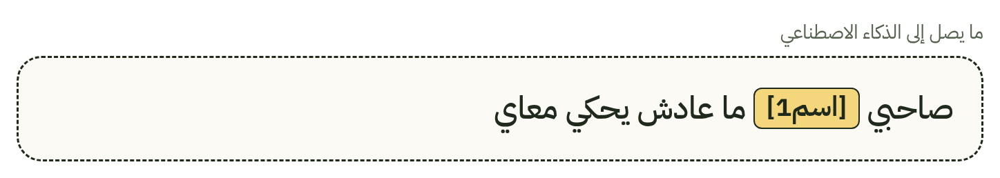 ما يصل إلى الذكاء الاصطناعي
صاحبي [اسم1] ما عادش يحكي معاي